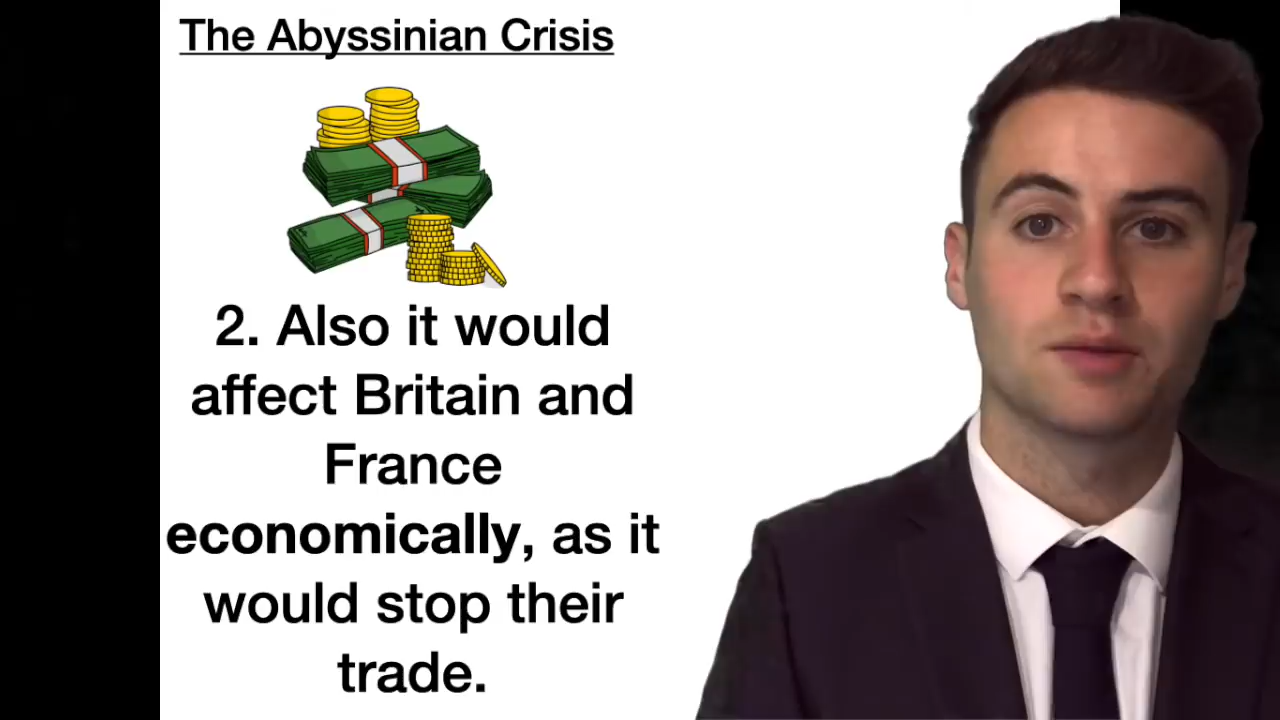 The Abyssinian Crisis
2. Also it would
affect Britain and
France
economically, as it
would stop their
trade.